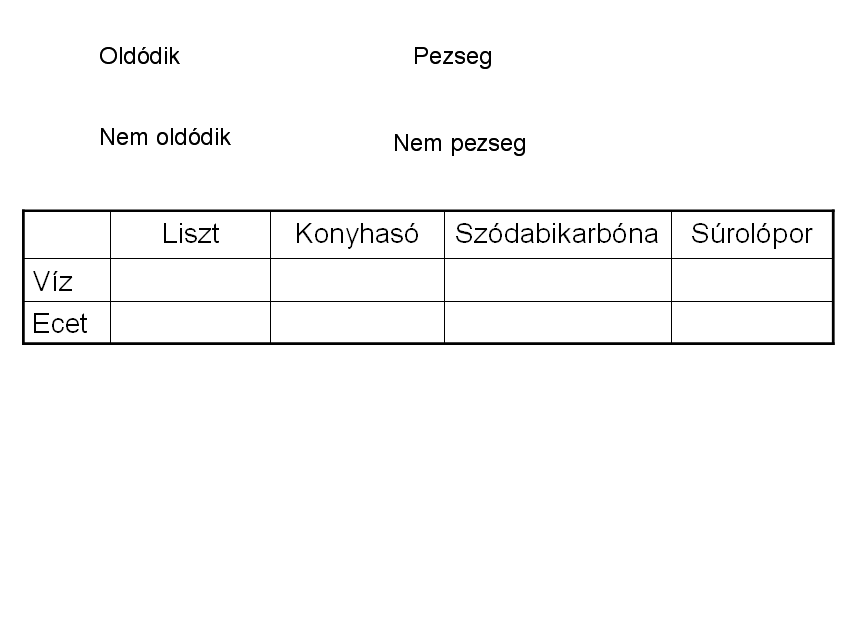 Oldódik Pezseg
Nem oldódik Nem pezseg
Liszt Konyhasó Szódabikarbóna Súrolópor
Víz
Ecet